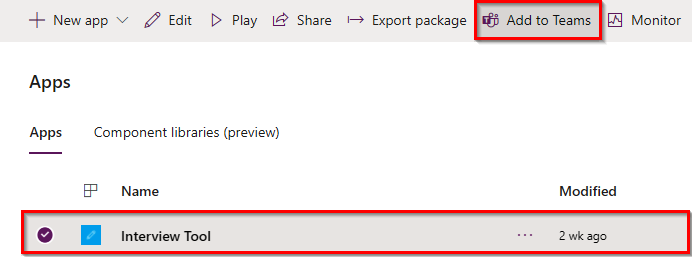 New app Edit Play Share Export package Add to Teams Monitor
Apps
Apps Component libraries (preview)
Name Modified
Interview Tool ... 2 wk ago